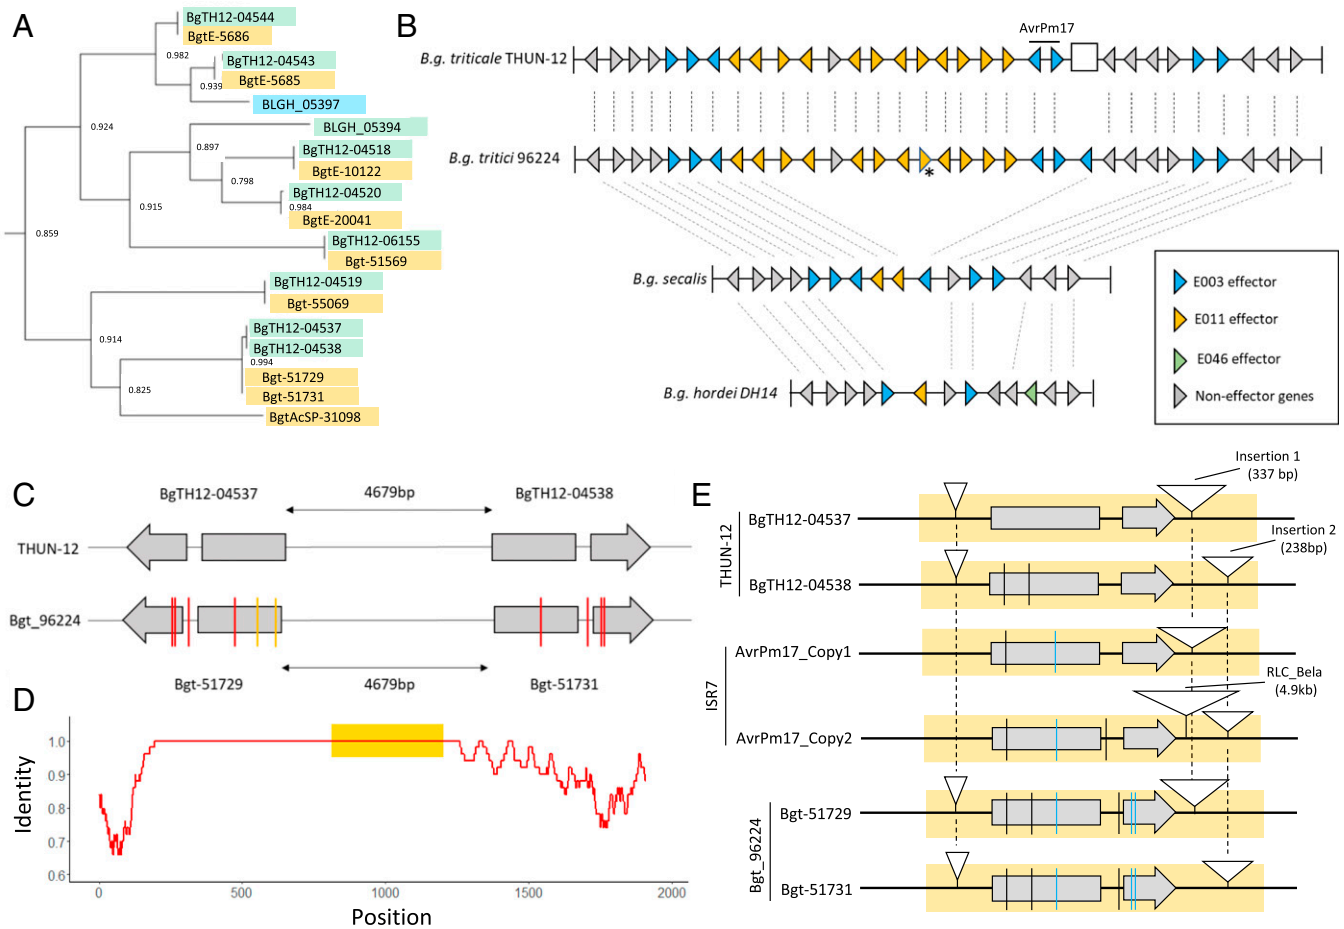 A
BgTH12-04544
BgtE-5686
0.982
BgTH12-04543
0.939
BgtE-5685
BLGH_05397
0.924
BLGH_05394
0.897
BgTH12-04518
BgtE-10122
0.798
BgTH12-04520
0.984
0.915
BgtE-20041
0.859
BgTH12-06155
Bgt-51569
BgTH12-04519
Bgt-55069
0.914
BgTH12-04537
BgTH12-04538
0.994
Bgt-51729
0.825
Bgt-51731
BgtAcSP-31098
B
AvrPm17
B.g. triticale THUN-12
B.g. tritici 96224
*
B.g. secalis
B.g. hordei DH14
E003 effector
E011 effector
E046 effector
Non-effector genes
C
BgTH12-04537
4679bp
BgTH12-04538
THUN-12
Bgt_96224
Bgt-51729
4679bp
Bgt-51731
D
Identity
1.0
0.9
0.8
0.7
0.6
0
500
1000
1500
2000
Position
E
Insertion 1
(337 bp)
THUN-12
BgTH12-04537
Insertion 2
(238bp)
BgTH12-04538
ISR7
AvrPm17_Copy1
RLC_Bela
(4.9kb)
AvrPm17_Copy2
Bgt_96224
Bgt-51729
Bgt-51731